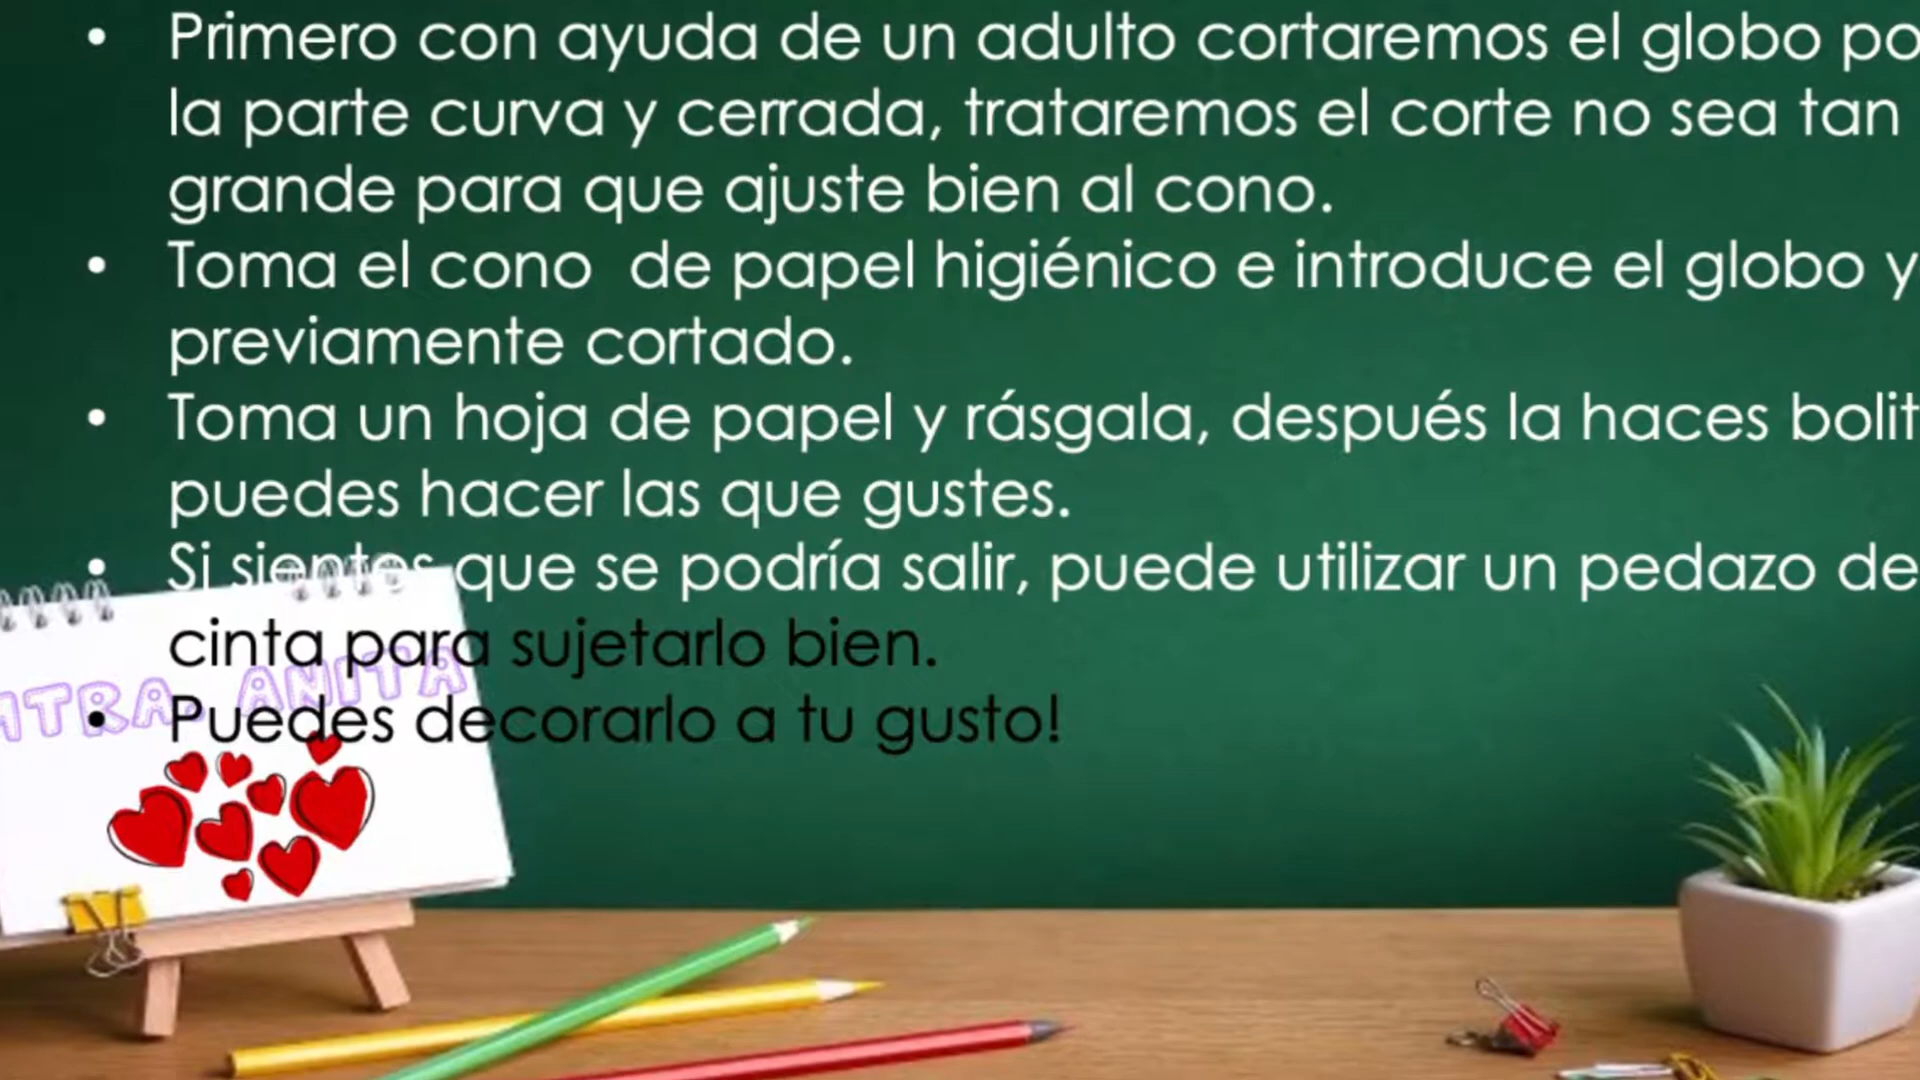 • Primero con ayuda de un adulto cortaremos el globo po
la parte curva y cerrada, trataremos el corte no sea tan
grande para que ajuste bien al cono.
• Toma el cono de papel higiénico e introduce el globo y
previamente cortado.
• Toma un hoja de papel y rásgala, después la haces bolit
puedes hacer las que gustes.
• Si sientes que se podría salir, puede utilizar un pedazo de
cinta para sujetarlo bien.
• Puedes decorarlo a tu gusto!
MTRA. ANITA